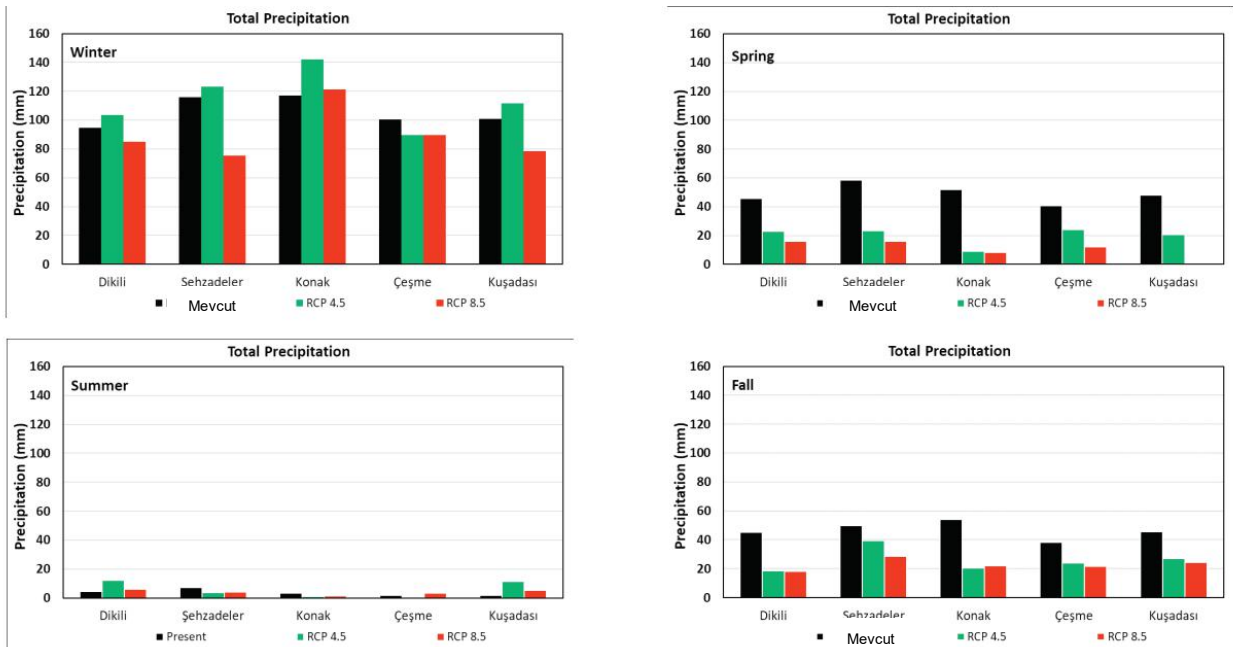 Total Precipitation
Winter
Precipitation (mm)
160
140
120
100
80
60
40
20
0
Dikili Sehzadeler Konak Çeşme Kuşadası
Mevcut RCP 4.5 RCP 8.5
Total Precipitation
Spring
Precipitation (mm)
160
140
120
100
80
60
40
20
0
Dikili Sehzadeler Konak Çeşme Kuşadası
Mevcut RCP 4.5 RCP 8.5
Total Precipitation
Summer
Precipitation (mm)
160
140
120
100
80
60
40
20
0
Dikili Şehzadeler Konak Çeşme Kuşadası
Present RCP 4.5 RCP 8.5
Total Precipitation
Fall
Precipitation (mm)
160
140
120
100
80
60
40
20
0
Dikili Sehzadeler Konak Çeşme Kuşadası
Mevcut RCP 4.5 RCP 8.5